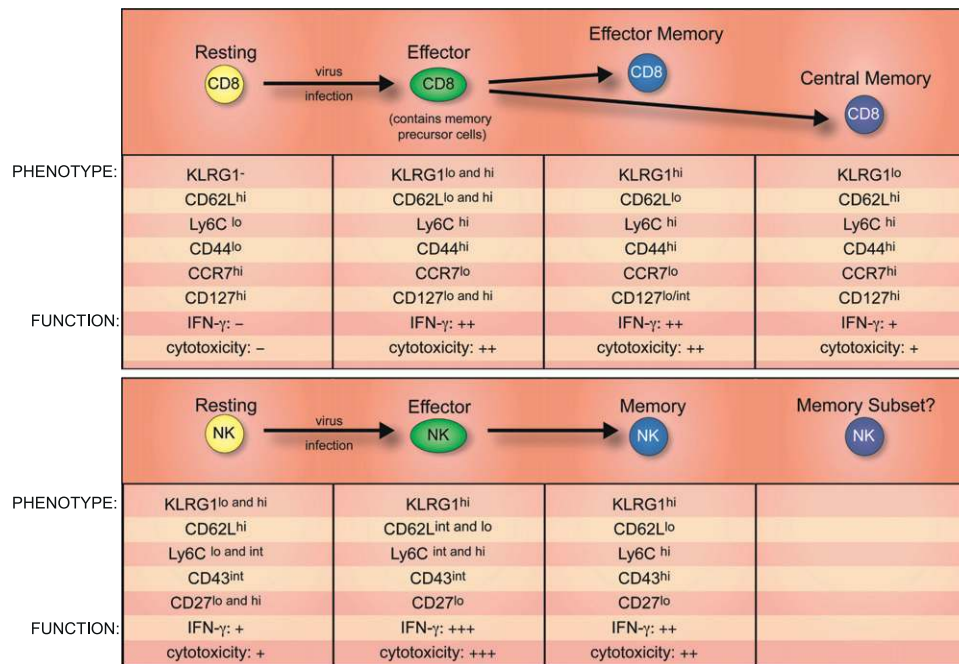 Resting Effector Effector Memory Central Memory
CD8 virus infection CD8 CD8 CD8
(contains memory
precursor cells)
PHENOTYPE: KLRG1- KLRG1lo and hi KLRG1hi KLRG1lo
CD62Lhi CD62Llo and hi CD62Llo CD62Lhi
Ly6C lo Ly6C hi Ly6C hi Ly6C hi
CD44lo CD44hi CD44hi CD44hi
CCR7hi CCR7lo CCR7lo CCR7hi
CD127hi CD127lo and hi CD127lo/int CD127hi
FUNCTION: IFN-γ: – IFN-γ: ++ IFN-γ: ++ IFN-γ: +
cytotoxicity: – cytotoxicity: ++ cytotoxicity: ++ cytotoxicity: +
Resting Effector Memory Memory Subset?
NK virus infection NK NK NK
PHENOTYPE: KLRG1lo and hi KLRG1hi KLRG1hi
CD62Lhi CD62Lint and lo CD62Llo
Ly6C lo and int Ly6C int and hi Ly6C hi
CD43int CD43int CD43hi
CD27lo and hi CD27lo CD27lo
FUNCTION: IFN-γ: + IFN-γ: +++ IFN-γ: ++
cytotoxicity: + cytotoxicity: +++ cytotoxicity: ++